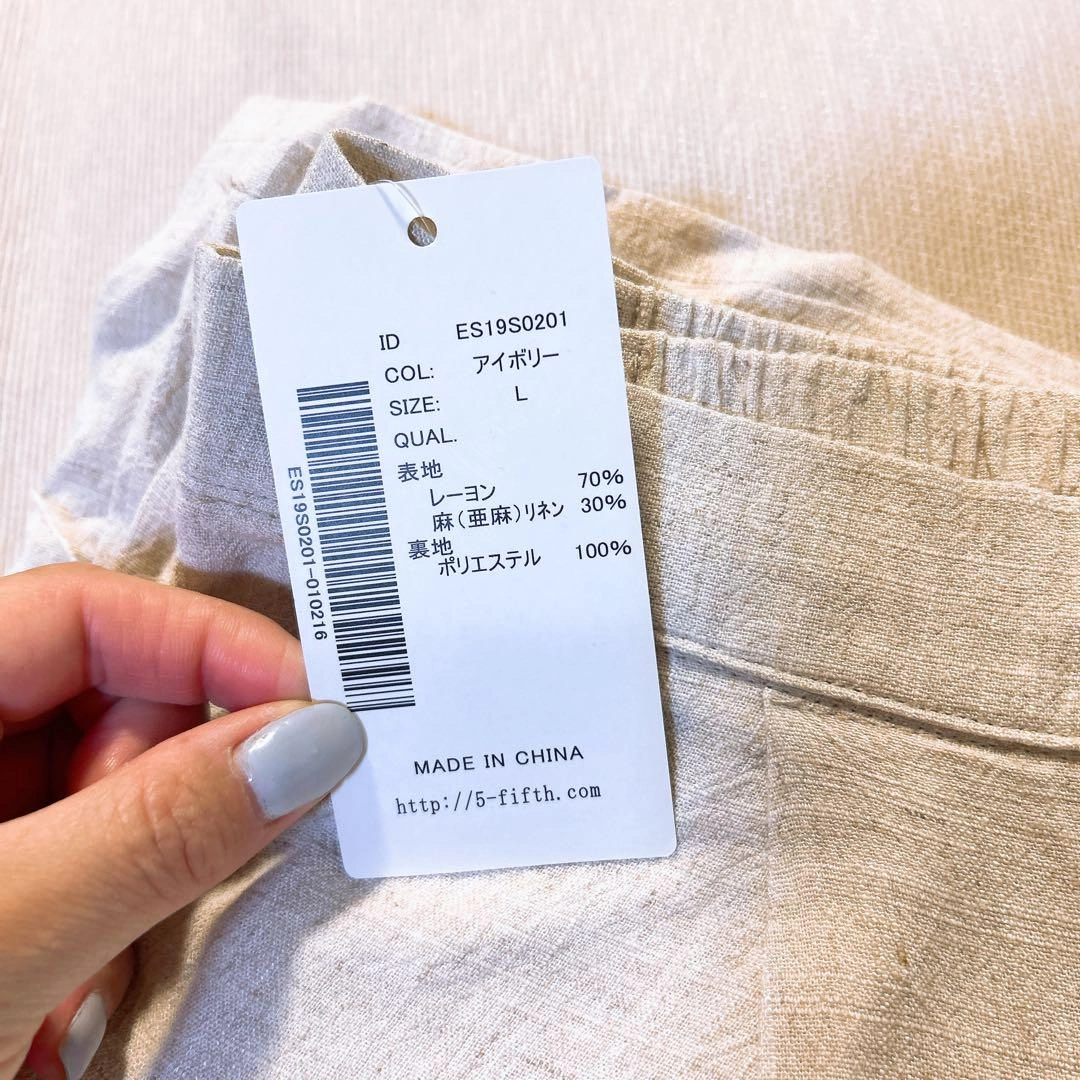 ID ES19S0201
COL: アイボリー
SIZE: L
QUAL.
表地
レーヨン 70%
麻(亜麻)リネン 30%
裏地
ポリエステル 100%
ES19S0201-010216
MADE IN CHINA
http://5-fifth.com